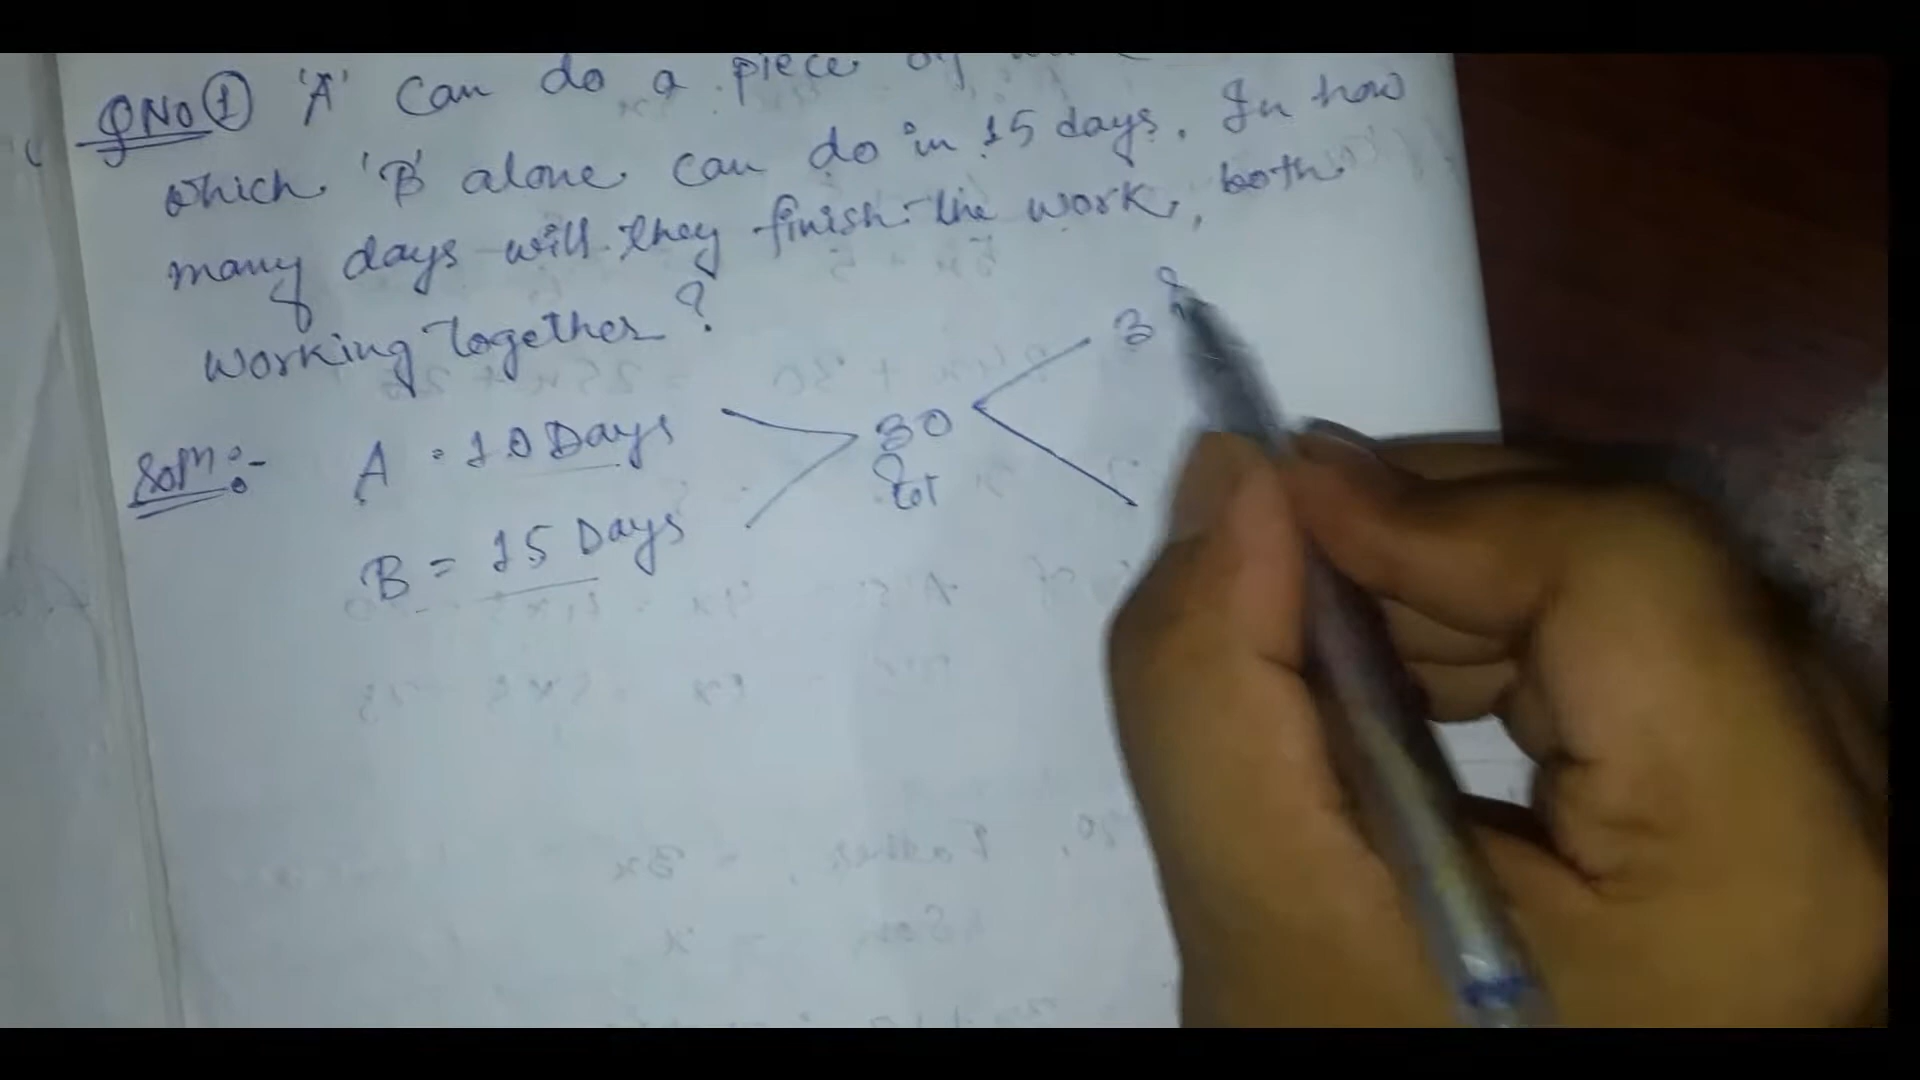 QNo ① 'A' can do a piece of
which 'B' alone can do in 15 days. In how
many days will they finish the work, both
working together?
Soln:- A = 10 Days
B = 15 Days
30
3